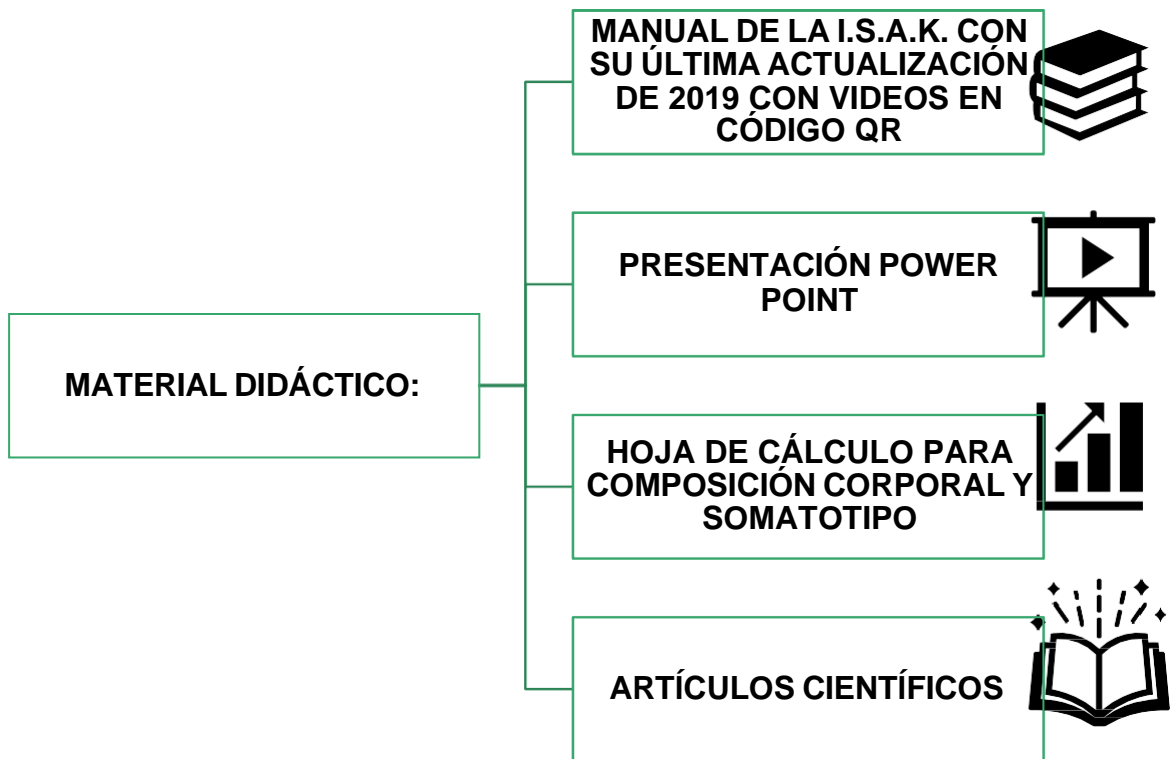 MANUAL DE LA I.S.A.K. CON
SU ÚLTIMA ACTUALIZACIÓN
DE 2019 CON VIDEOS EN
CÓDIGO QR
PRESENTACIÓN POWER
POINT
MATERIAL DIDÁCTICO:
HOJA DE CÁLCULO PARA
COMPOSICIÓN CORPORAL Y
SOMATOTIPO
ARTÍCULOS CIENTÍFICOS